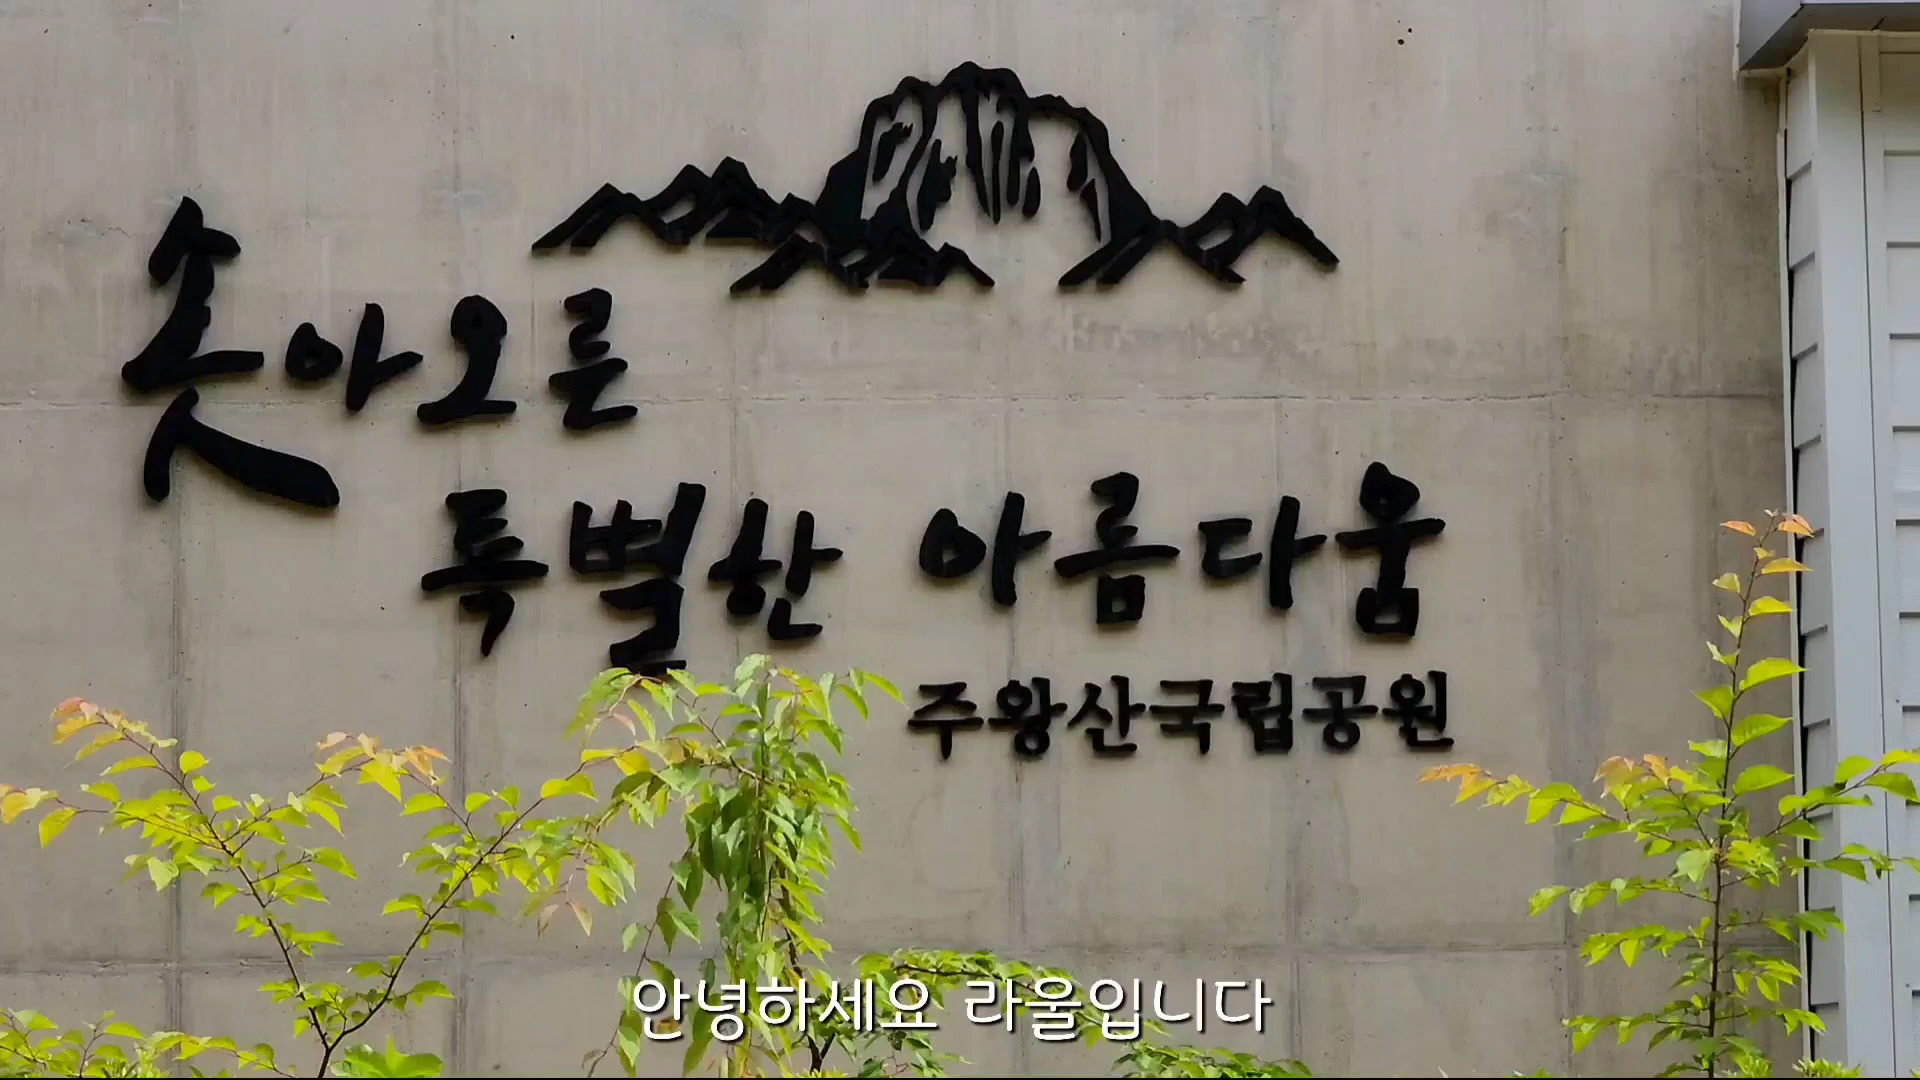 솟아오른
특별한 아름다움
주왕산국립공원
안녕하세요 라울입니다